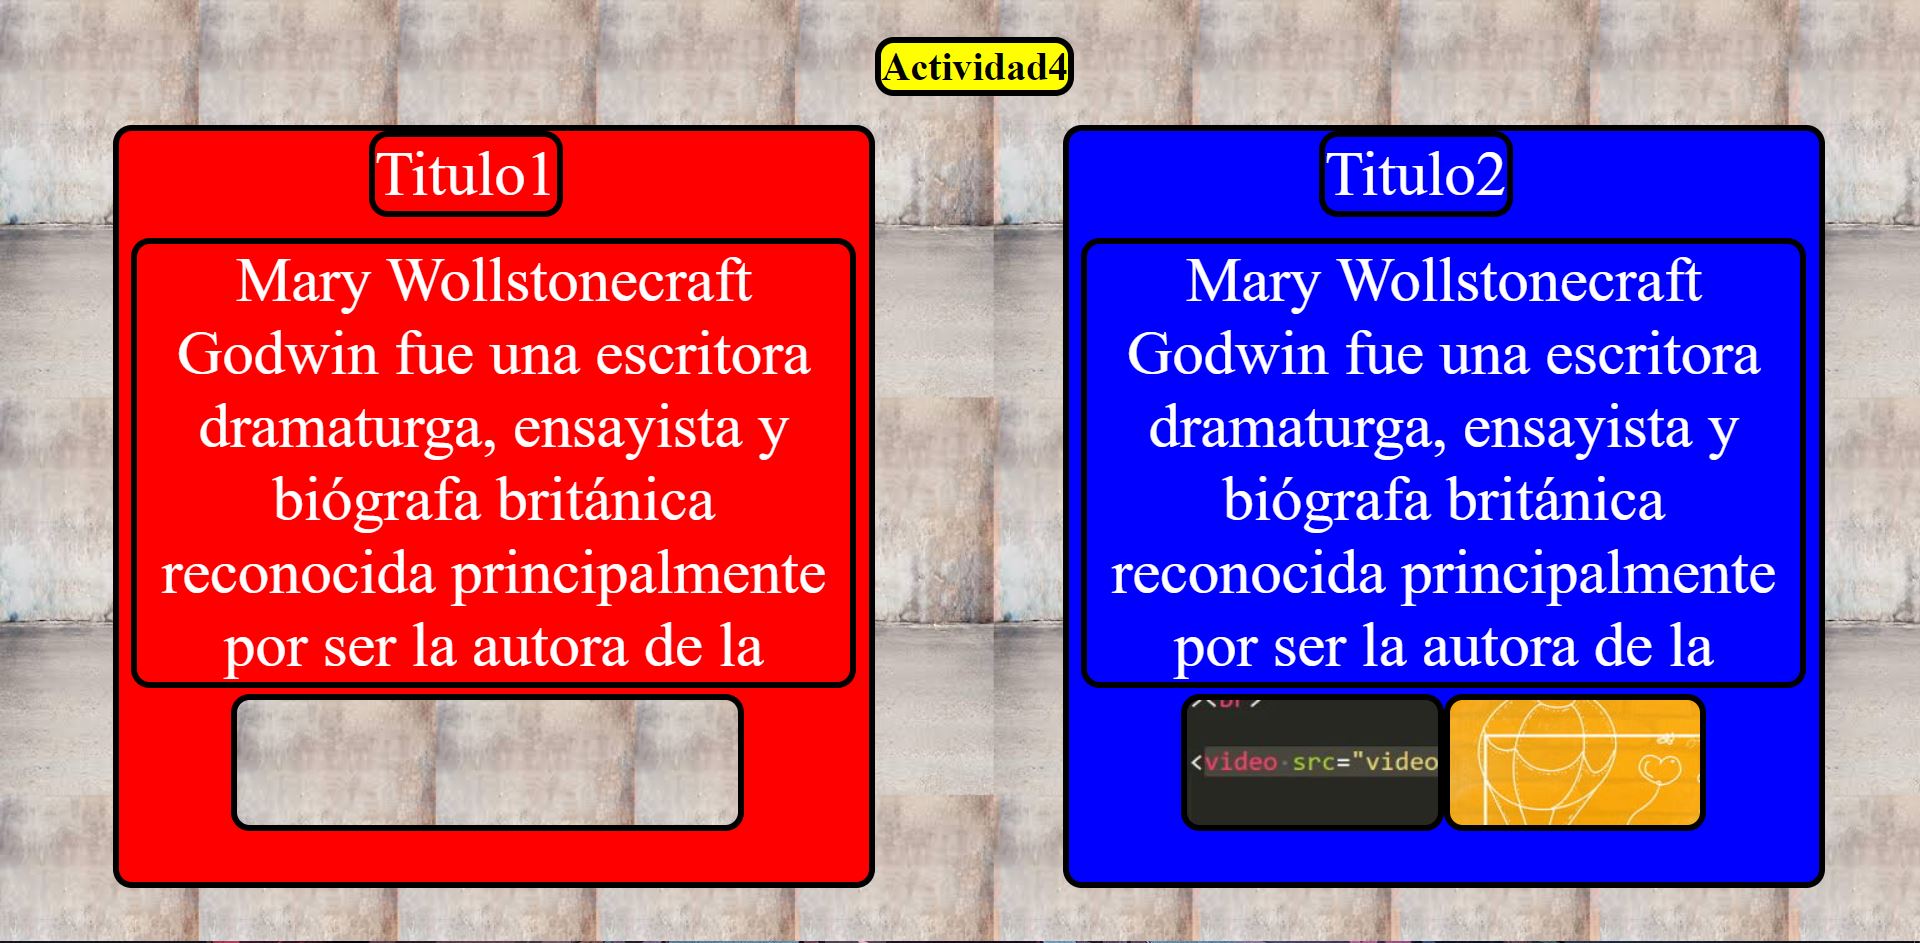 Actividad4
Titulo1
Mary Wollstonecraft
Godwin fue una escritora
dramaturga, ensayista y
biógrafa británica
reconocida principalmente
por ser la autora de la
Titulo2
Mary Wollstonecraft
Godwin fue una escritora
dramaturga, ensayista y
biógrafa británica
reconocida principalmente
por ser la autora de la
<video src="video